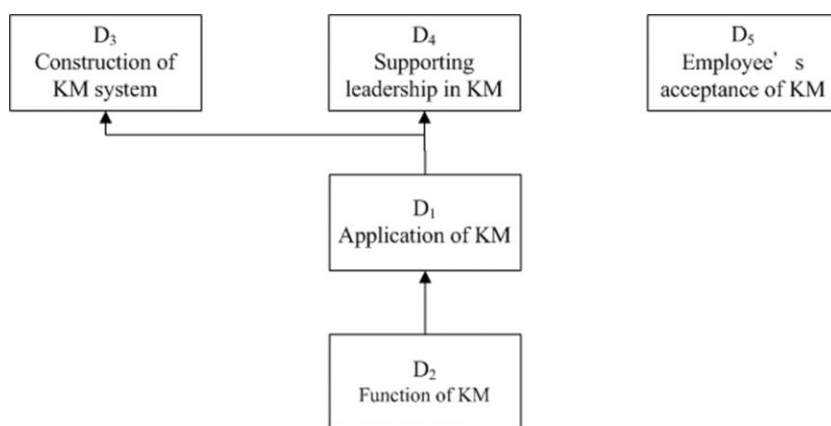 D₃
Construction of
KM system
D₄
Supporting
leadership in KM
D₅
Employee’s
acceptance of KM
D₁
Application of KM
D₂
Function of KM